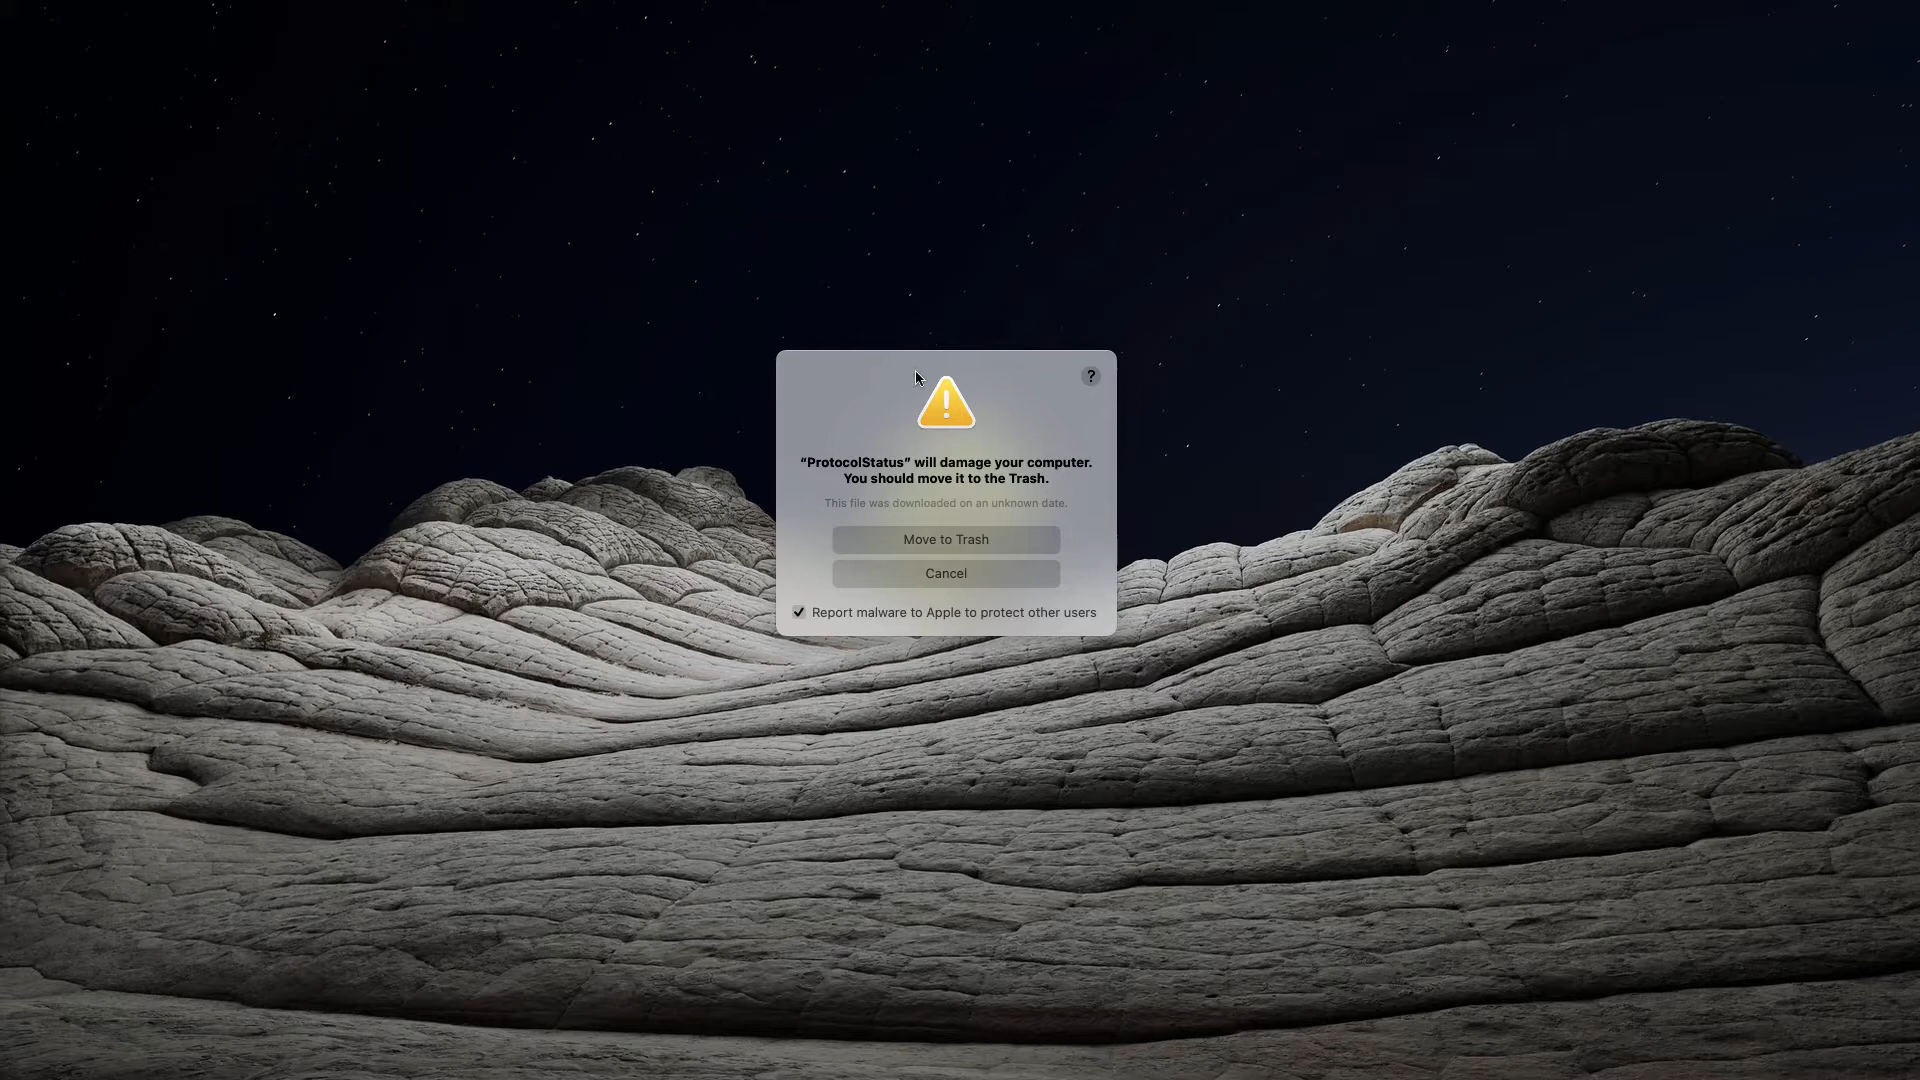 ?
“ProtocolStatus” will damage your computer.
You should move it to the Trash.
This file was downloaded on an unknown date.
Move to Trash
Cancel
Report malware to Apple to protect other users